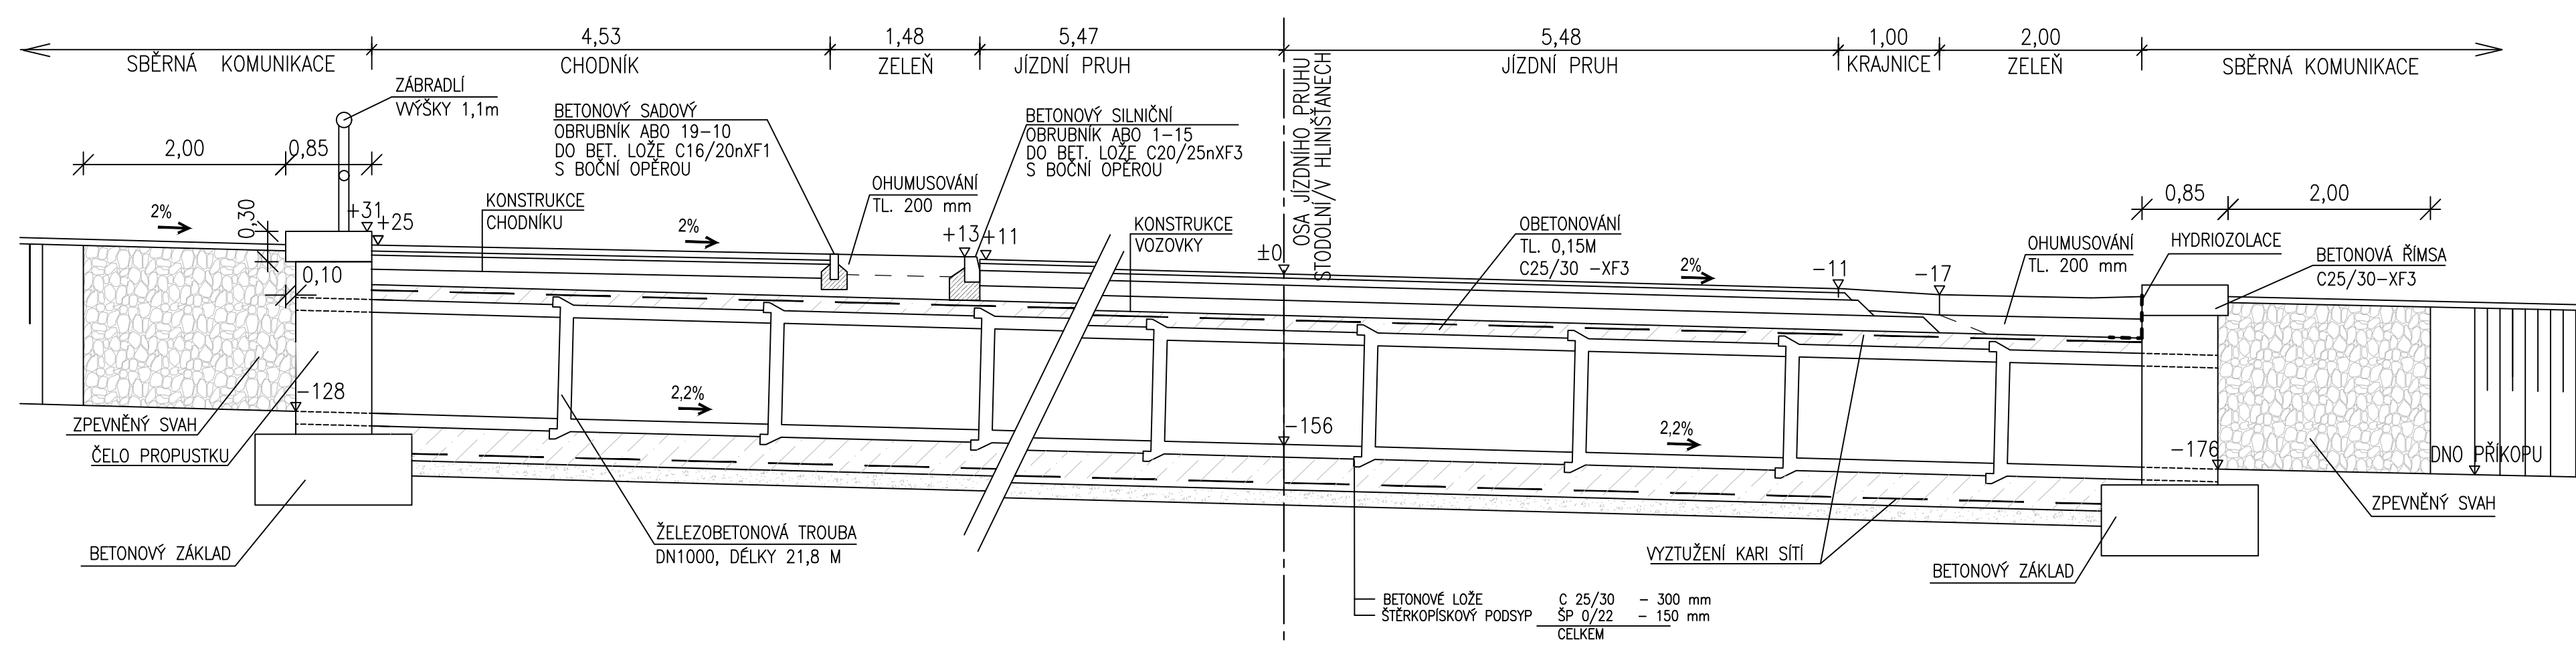 4,53
1,48
5,47
5,48
1,00
2,00
SBĚRNÁ KOMUNIKACE
CHODNÍK
ZELEŇ
JÍZDNÍ PRUH
JÍZDNÍ PRUH
KRAJNICE
ZELEŇ
SBĚRNÁ KOMUNIKACE
OSA JÍZDNÍHO PRUHU
STODOLNÍ/V HLINIŠŤANECH
ZÁBRADLÍ
VVÝŠKY 1,1m
BETONOVÝ SADOVÝ
OBRUBNÍK ABO 19-10
DO BET. LOŽE C16/20nXF1
S BOČNÍ OPĚROU
BETONOVÝ SILNIČNÍ
OBRUBNÍK ABO 1-15
DO BET. LOŽE C20/25nXF3
S BOČNÍ OPĚROU
2,00
0,85
OHUMUSOVÁNÍ
TL. 200 mm
0,85
2,00
KONSTRUKCE
CHODNÍKU
2%
0,30
+31
+25
2%
+13
+11
KONSTRUKCE
VOZOVKY
±0
OBETONOVÁNÍ
TL. 0,15M
C25/30 -XF3
2%
-11
-17
OHUMUSOVÁNÍ
TL. 200 mm
HYDRIOZOLACE
BETONOVÁ ŘÍMSA
C25/30-XF3
0,10
-128
2,2%
-156
2,2%
-176
DNO PŘÍKOPU
ZPEVNĚNÝ SVAH
ČELO PROPUSTKU
ZPEVNĚNÝ SVAH
BETONOVÝ ZÁKLAD
ŽELEZOBETONOVÁ TROUBA
DN1000, DÉLKY 21,8 M
VYZTUŽENÍ KARI SÍTÍ
BETONOVÝ ZÁKLAD
BETONOVÉ LOŽE C 25/30 - 300 mm
ŠTĚRKOPÍSKOVÝ PODSYP ŠP 0/22 - 150 mm
CELKEM